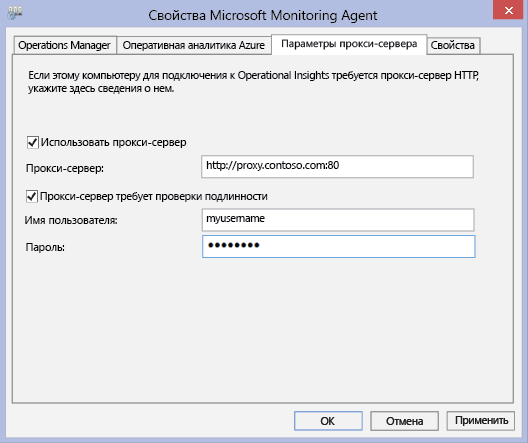 Свойства Microsoft Monitoring Agent
Operations Manager
Оперативная аналитика Azure
Параметры прокси-сервера
Свойства
Если этому компьютеру для подключения к Operational Insights требуется прокси-сервер HTTP,
укажите здесь сведения о нем.
Использовать прокси-сервер
Прокси-сервер:
http://proxy.contoso.com:80
Прокси-сервер требует проверки подлинности
Имя пользователя:
myusername
Пароль:
••••••••
ОК
Отмена
Применить